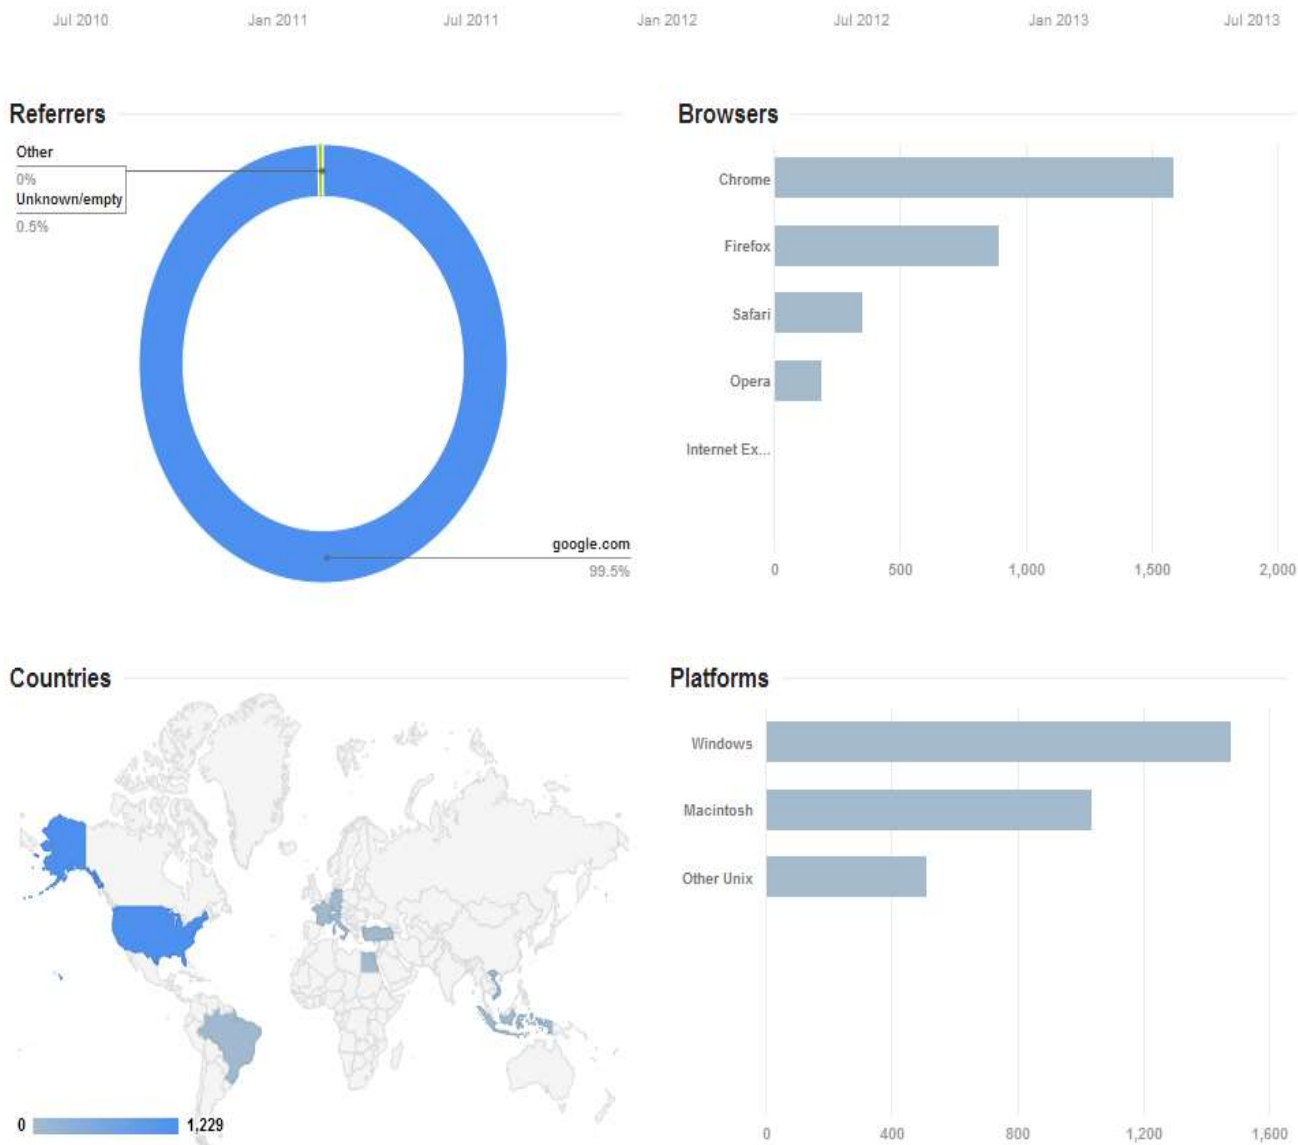 Jul 2010 Jan 2011 Jul 2011 Jan 2012 Jul 2012 Jan 2013 Jul 2013
Referrers
Other
0%
Unknown/empty
0.5%
google.com
99.5%
Browsers
Chrome
Firefox
Safari
Opera
Internet Ex...
0 500 1,000 1,500 2,000
Countries
0 1,229
Platforms
Windows
Macintosh
Other Unix
0 400 800 1,200 1,600